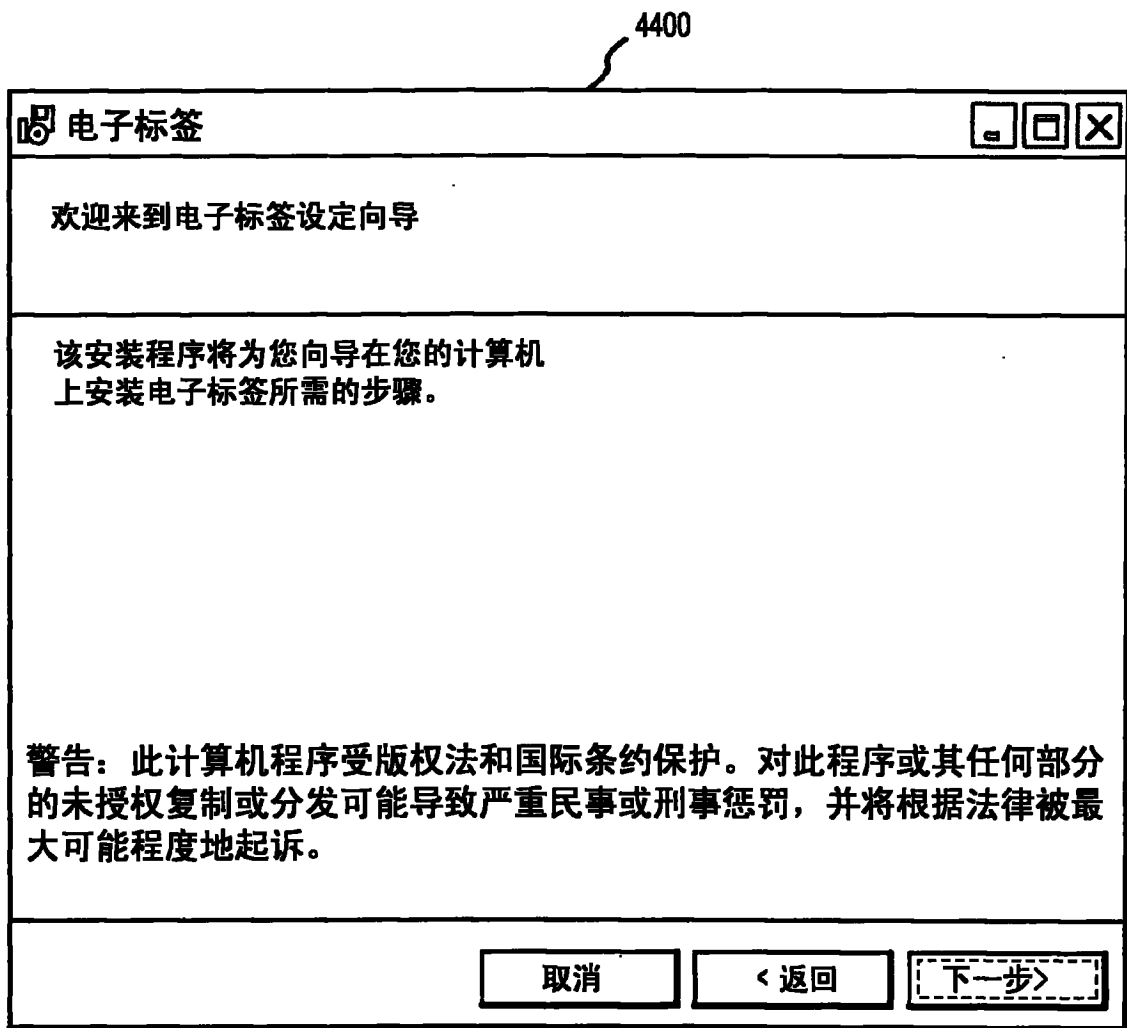 4400
电子标签
欢迎来到电子标签设定向导
该安装程序将为您向导在您的计算机
上安装电子标签所需的步骤。
警告：此计算机程序受版权法和国际条约保护。对此程序或其任何部分
的未授权复制或分发可能导致严重民事或刑事惩罚，并将根据法律被最
大可能程度地起诉。
取消
<返回
下一步>